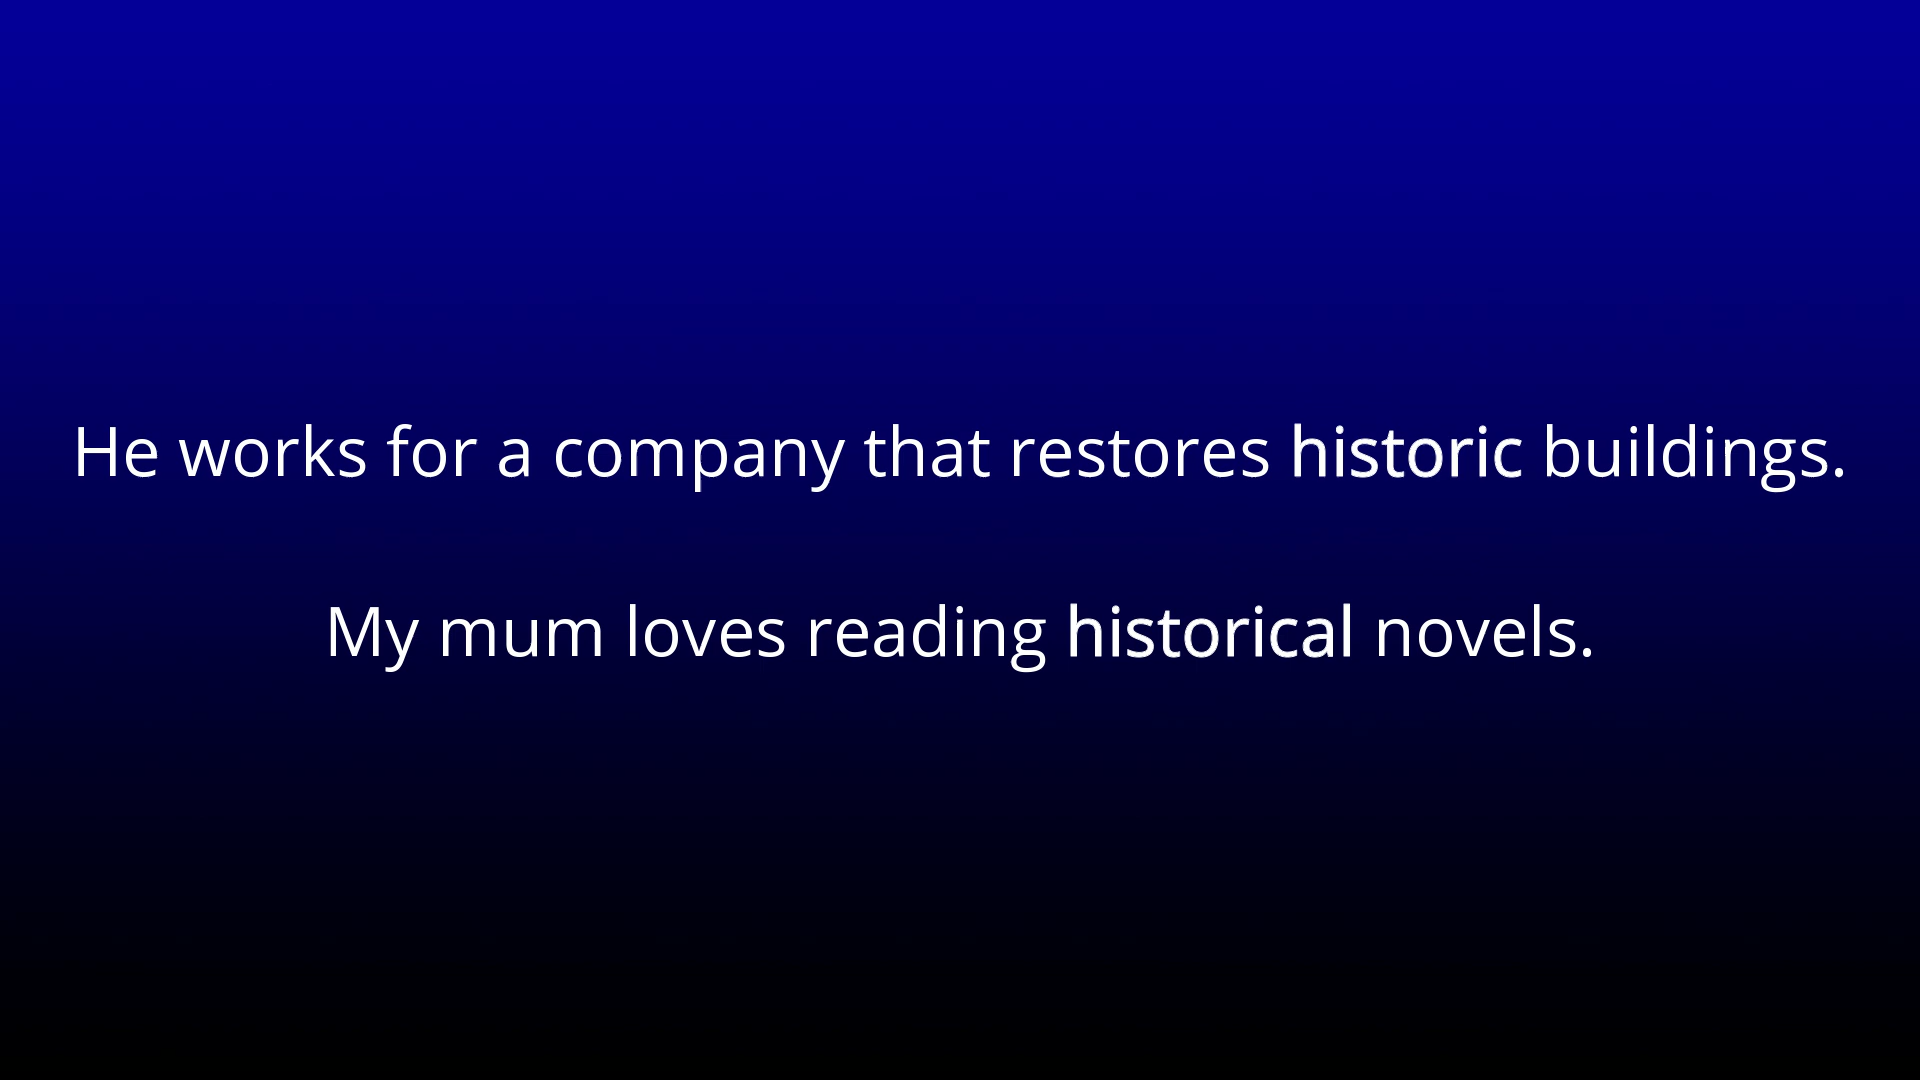 He works for a company that restores historic buildings.
My mum loves reading historical novels.